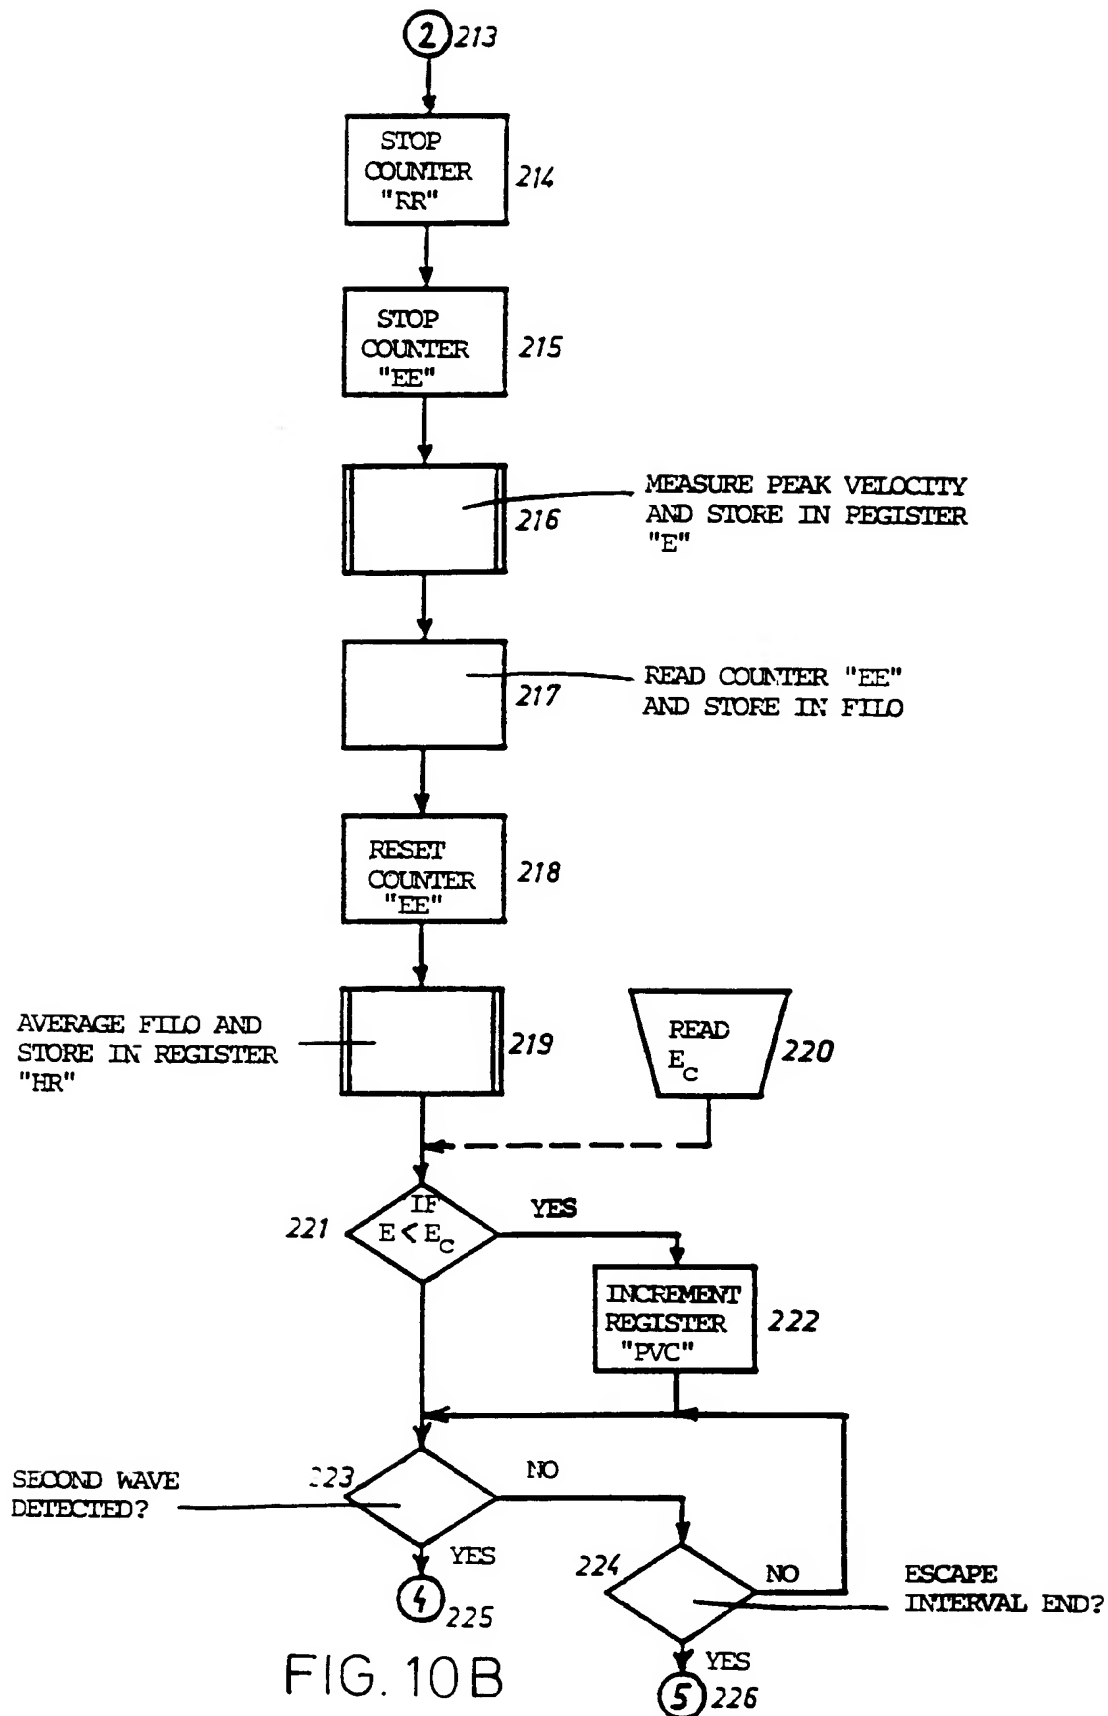 2 213
STOP
COUNTER
"RR"
214
STOP
COUNTER
"EE"
215
216
MEASURE PEAK VELOCITY
AND STORE IN PEGISTER
"E"
217
READ COUNTER "EE"
AND STORE IN FILO
RESET
COUNTER
"EE"
218
AVERAGE FILO AND
STORE IN REGISTER
"HR"
219
READ
EC
220
221
IF
E < EC
YES
INCREMENT
REGISTER
"PVC"
222
SECOND WAVE
DETECTED?
223
NO
YES
4
225
224
NO
ESCAPE
INTERVAL END?
YES
5 226
FIG. 10B